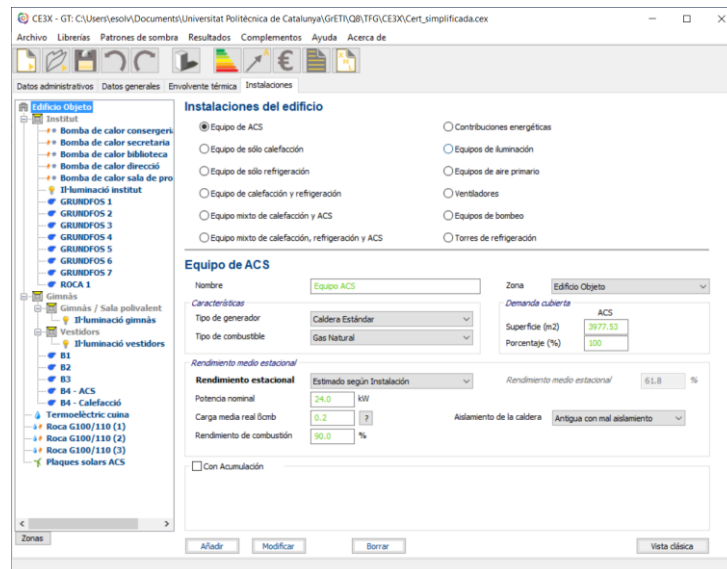 CE3X - GT: C:\Users\esolv\Documents\Universitat Politécnica de Catalunya\GrETI\Q8\TFG\CE3X\Cert_simplificada.cex
Archivo Librerías Patrones de sombra Resultados Complementos Ayuda Acerca de
Datos administrativos Datos generales Envolvente térmica Instalaciones
Edificio Objeto
Institut
Bomba de calor consergeri
Bomba de calor secretaria
Bomba de calor biblioteca
Bomba de calor direcció
Bomba de calor sala de pro
Il·luminació institut
GRUNDFOS 1
GRUNDFOS 2
GRUNDFOS 3
GRUNDFOS 4
GRUNDFOS 5
GRUNDFOS 6
GRUNDFOS 7
ROCA 1
Gimnàs
Gimnàs / Sala polivalent
Il·luminació gimnàs
Vestidors
Il·luminació vestidors
B1
B2
B3
B4 - ACS
B4 - Calefacció
Termoelèctric cuina
Roca G100/110 (1)
Roca G100/110 (2)
Roca G100/110 (3)
Plaques solars ACS
Zonas
Instalaciones del edificio
Equipo de ACS Contribuciones energéticas
Equipo de sólo calefacción Equipos de iluminación
Equipo de sólo refrigeración Equipos de aire primario
Equipo de calefacción y refrigeración Ventiladores
Equipo mixto de calefacción y ACS Equipos de bombeo
Equipo mixto de calefacción, refrigeración y ACS Torres de refrigeración
Equipo de ACS
Nombre Equipo ACS Zona Edificio Objeto
Características Demanda cubierta
Tipo de generador Caldera Estándar ACS
Superficie (m2) 3977.53
Tipo de combustible Gas Natural Porcentaje (%) 100
Rendimiento medio estacional
Rendimiento estacional Estimado según Instalación Rendimiento medio estacional 61.8 %
Potencia nominal 24.0 kW
Carga media real ßcmb 0.2 ? Aislamiento de la caldera Antigua con mal aislamiento
Rendimiento de combustión 90.0 %
Con Acumulación
Añadir Modificar Borrar Vista clásica